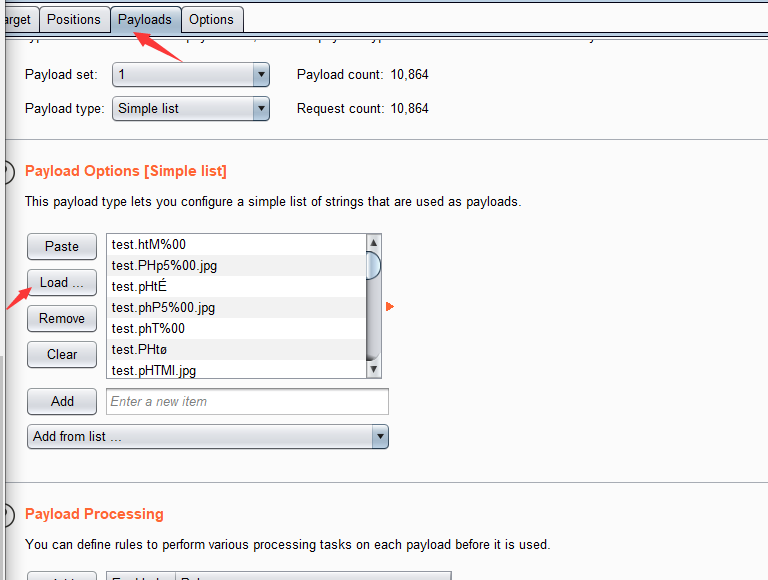 arget Positions Payloads Options
Payload set: 1 Payload count: 10,864
Payload type: Simple list Request count: 10,864
?
Payload Options [Simple list]
This payload type lets you configure a simple list of strings that are used as payloads.
Paste
Load ...
Remove
Clear
test.htM%00
test.PHp5%00.jpg
test.pHtÉ
test.phP5%00.jpg
test.phT%00
test.PHtø
test.pHTMl.jpg
Add Enter a new item
Add from list ...
?
Payload Processing
You can define rules to perform various processing tasks on each payload before it is used.